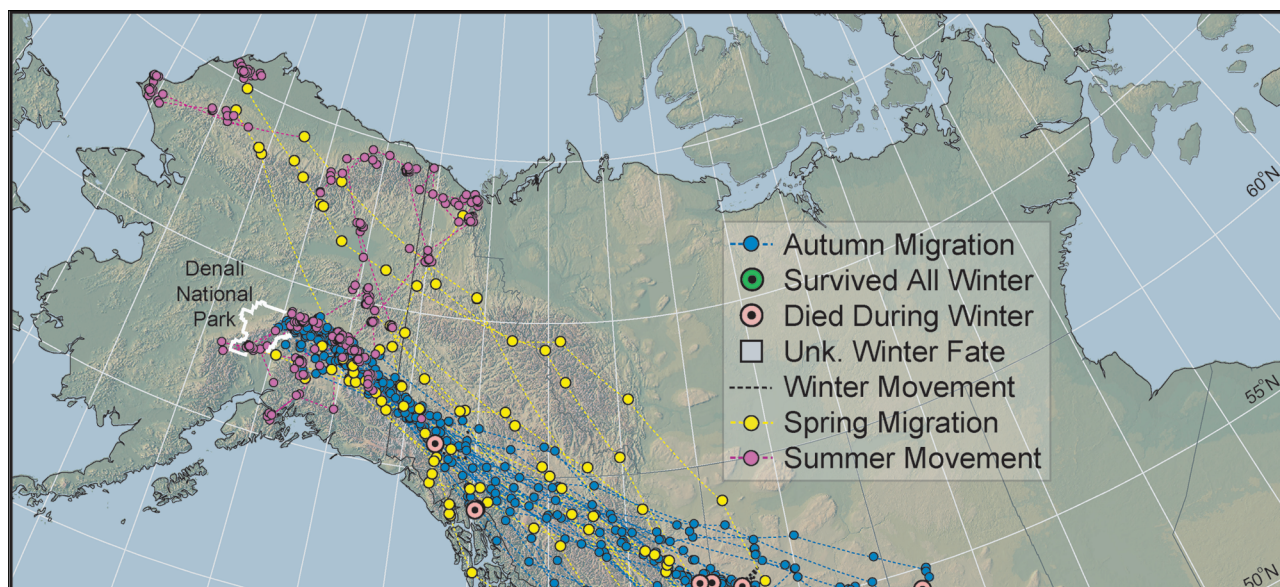 60°N
Denali
National
Park
Autumn Migration
Survived All Winter
Died During Winter
Unk. Winter Fate
Winter Movement
Spring Migration
Summer Movement
55°N
50°N